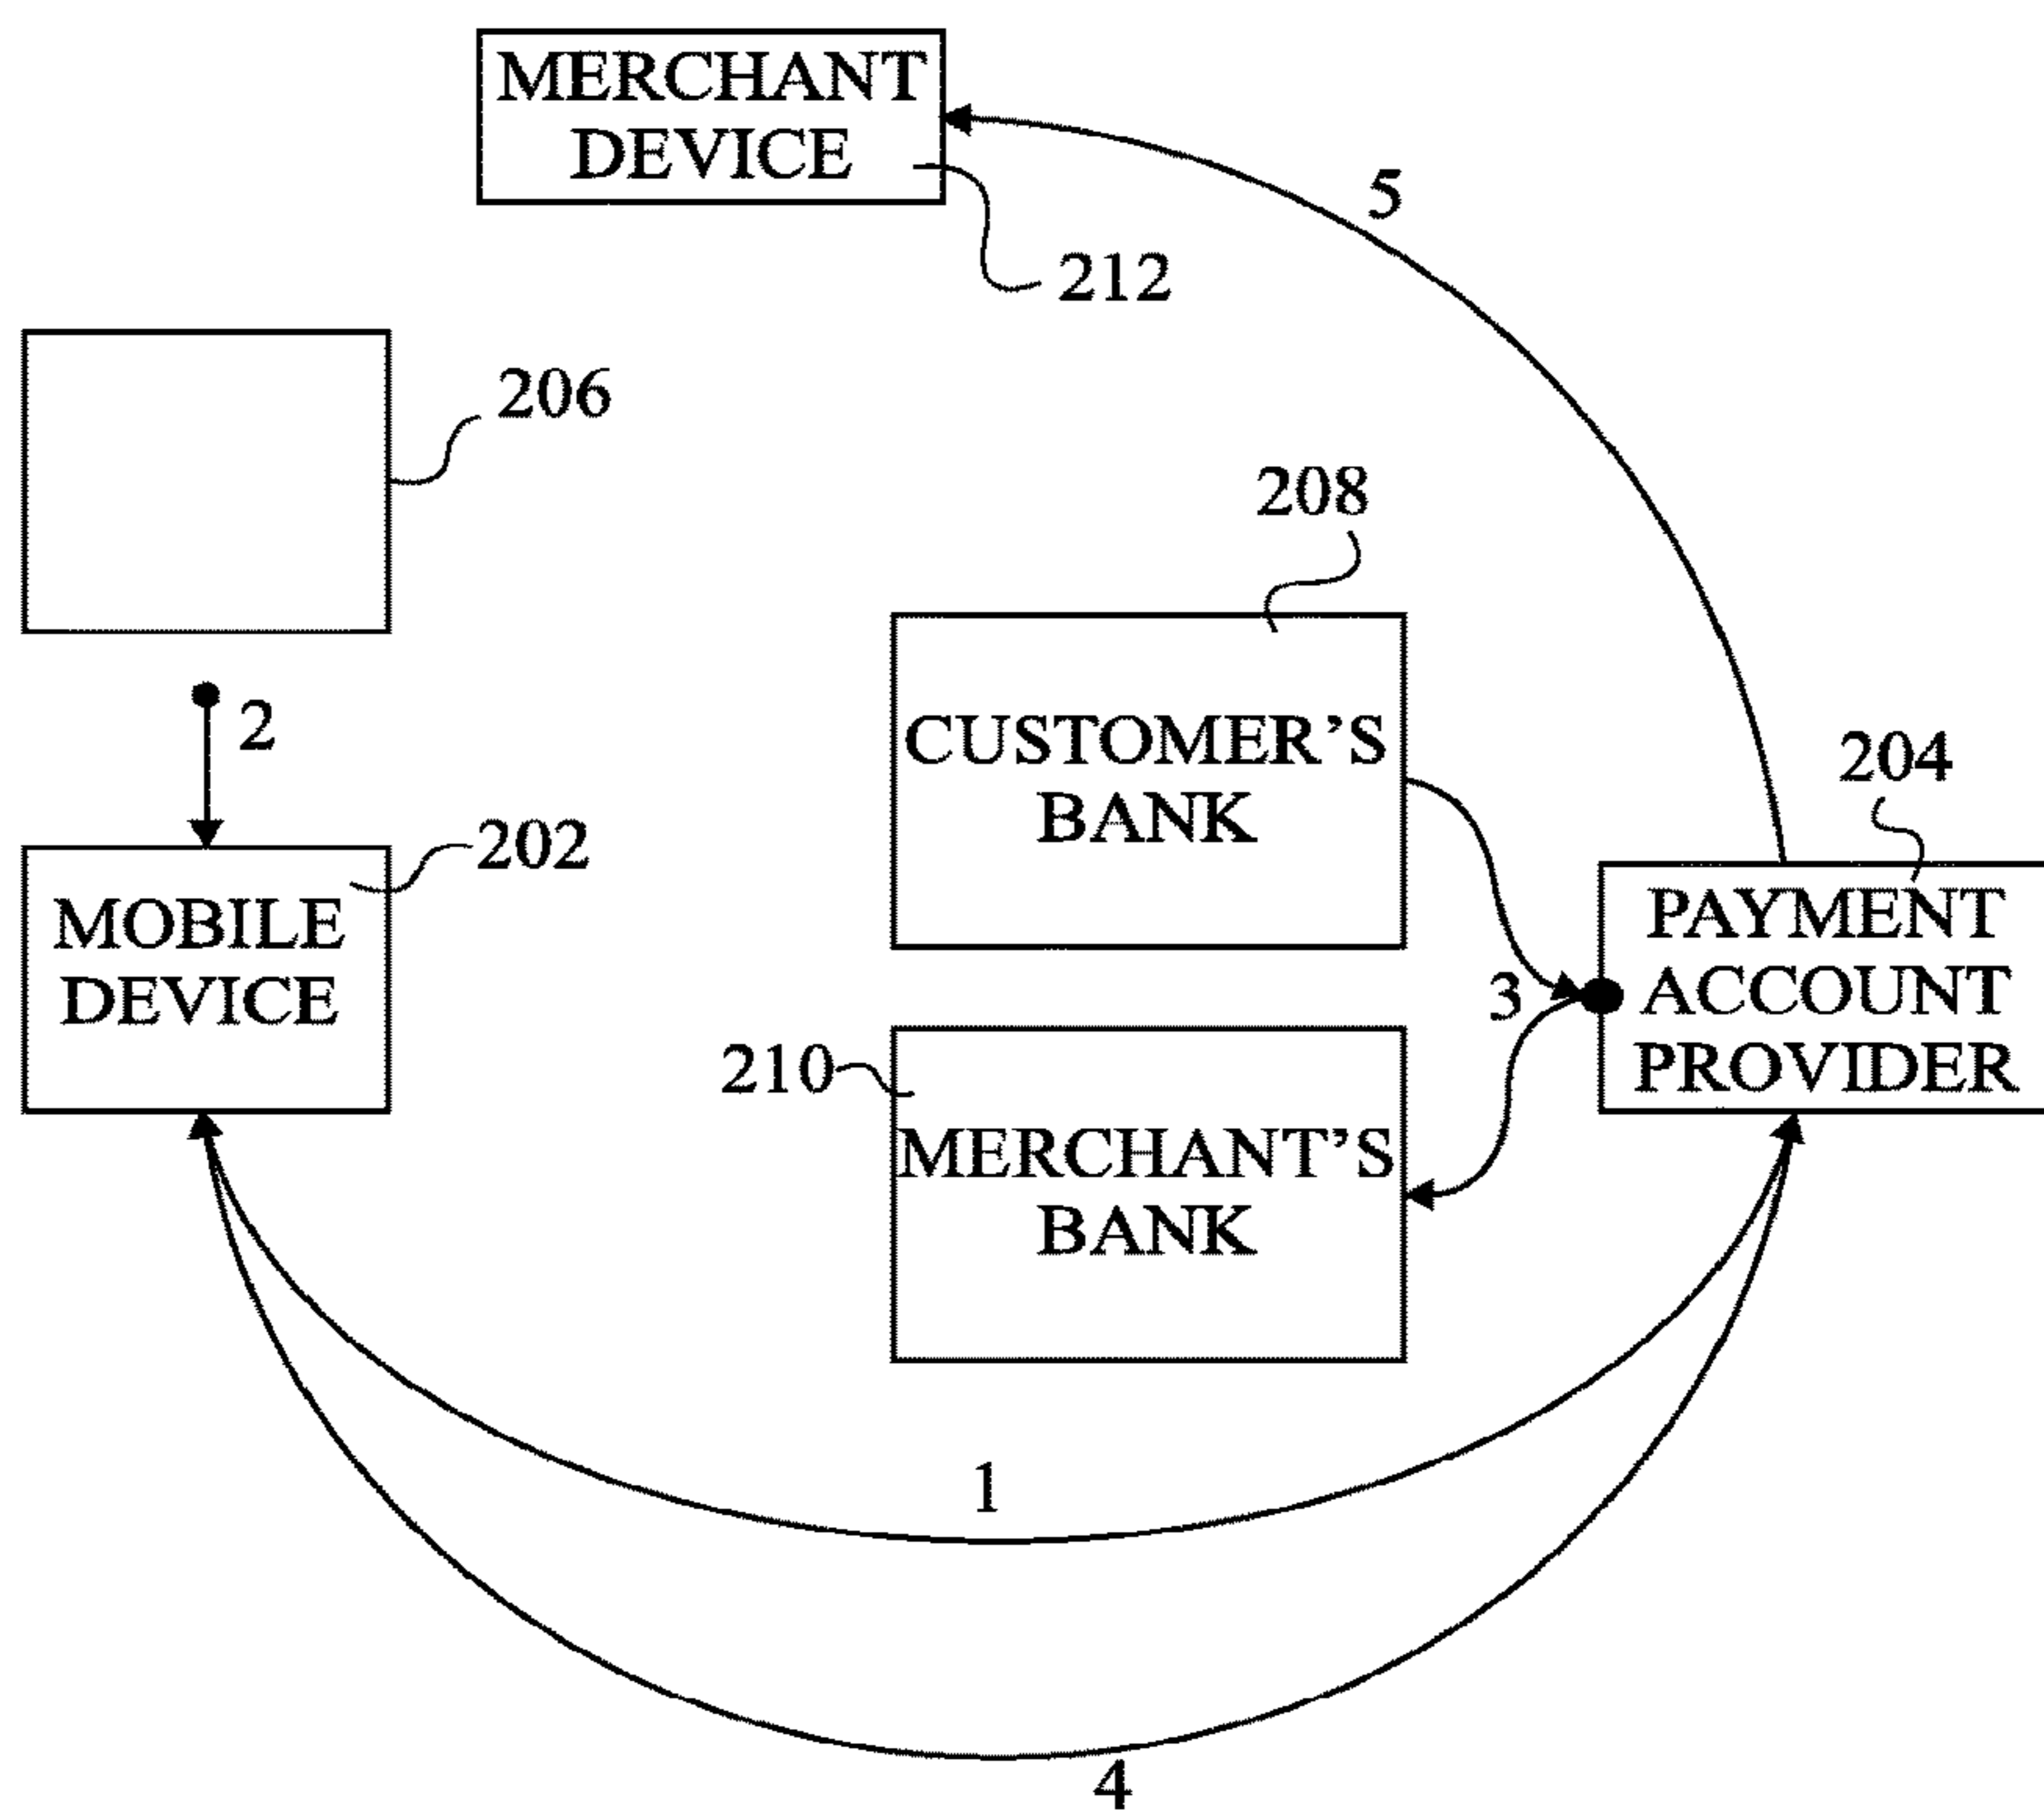 MERCHANT
DEVICE
5
212
206
208
2
CUSTOMER’S
BANK
204
202
MOBILE
DEVICE
PAYMENT
ACCOUNT
PROVIDER
3
210
MERCHANT’S
BANK
1
4